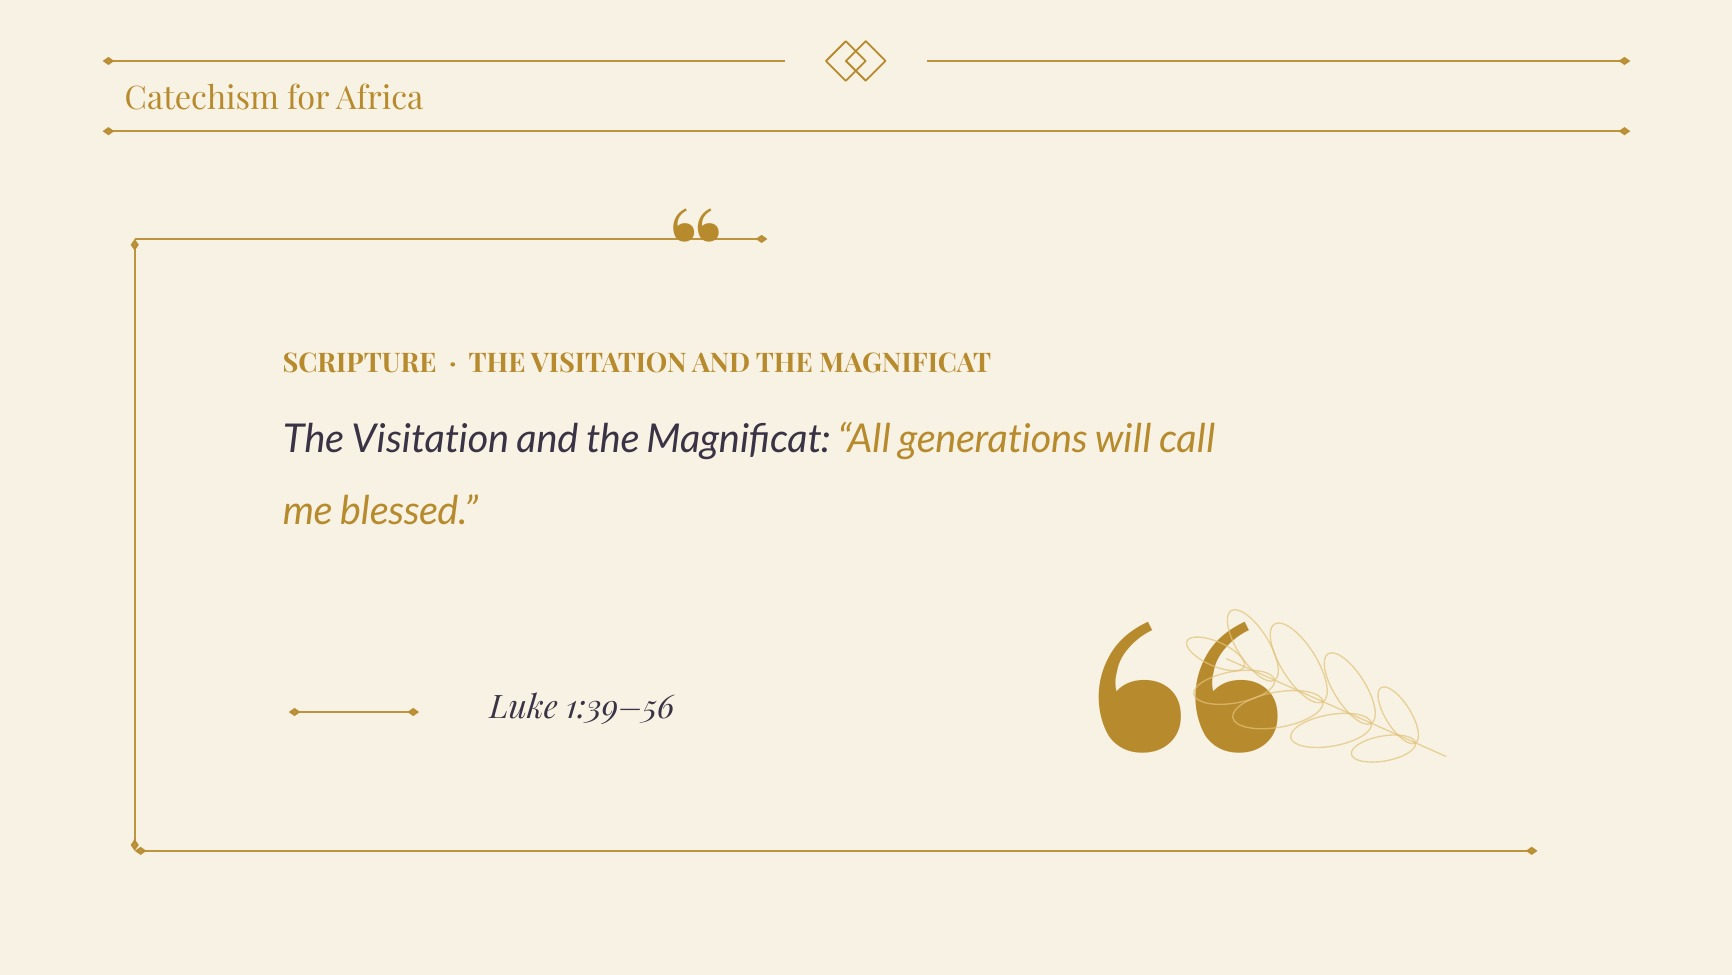 Catechism for Africa
SCRIPTURE · THE VISITATION AND THE MAGNIFICAT
The Visitation and the Magnificat: “All generations will call
me blessed.”
Luke 1:39–56